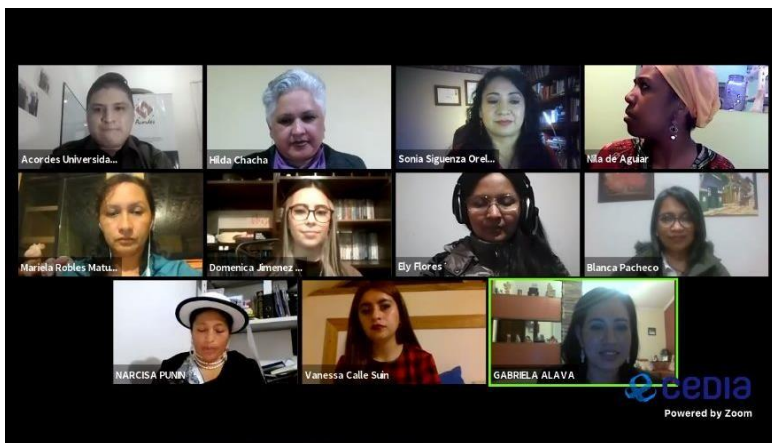 Acordes
Acordes Universida...
Hilda Chacha
Sonia Siguenza Orel...
Nila de Aguiar
Mariela Robles Matu...
Domenica Jimenez ...
Ely Flores
Blanca Pacheco
NARCISA PUNIN
Vanessa Calle Suin
GABRIELA ALAVA
cedia
Powered by Zoom